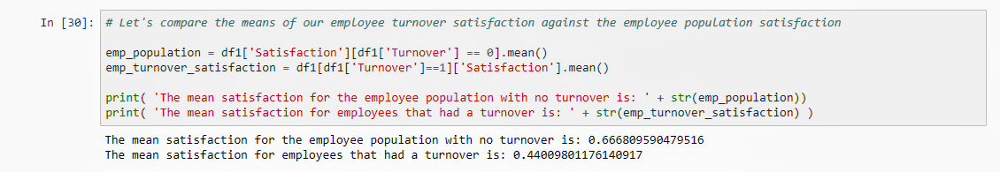 In [30]: # Let's compare the means of our employee turnover satisfaction against the employee population satisfaction
emp_population = df1['Satisfaction'][df1['Turnover'] == 0].mean()
emp_turnover_satisfaction = df1[df1['Turnover']==1]['Satisfaction'].mean()
print( 'The mean satisfaction for the employee population with no turnover is: ' + str(emp_population))
print( 'The mean satisfaction for employees that had a turnover is: ' + str(emp_turnover_satisfaction) )
The mean satisfaction for the employee population with no turnover is: 0.666809590479516
The mean satisfaction for employees that had a turnover is: 0.44009801176140917